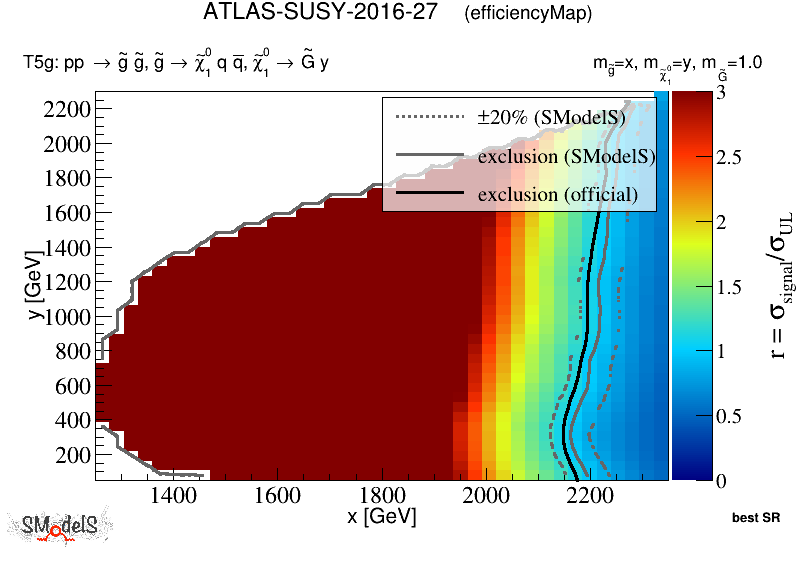 ATLAS-SUSY-2016-27 (efficiencyMap)
T5g: pp → g̃ g̃, g̃ → χ̃₁⁰ q q̅, χ̃₁⁰ → G̃ γ
m_g̃=x, m_χ̃₁⁰=y, m_G̃=1.0
±20% (SModelS)
exclusion (SModelS)
exclusion (official)
2200
2000
1800
1600
1400
1200
1000
800
600
400
200
y [GeV]
1400 1600 1800 2000 2200
x [GeV]
3
2.5
2
1.5
1
0.5
0
r = σ_signal/σ_UL
SModelS
best SR